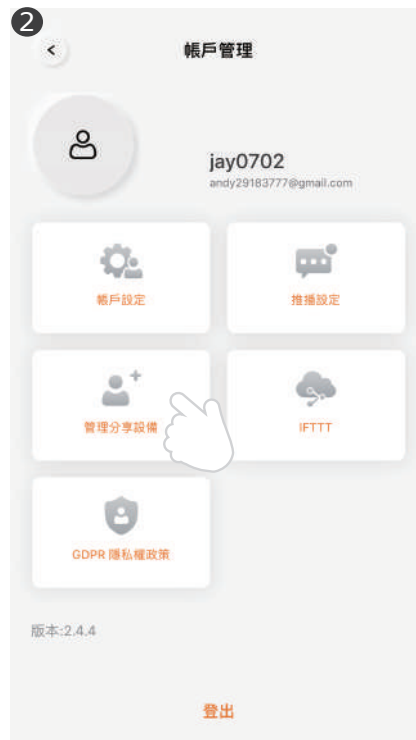 2
帳戶管理
jay0702
andy29183777@gmail.com
帳戶設定
推播設定
管理分享設備
IFTTT
GDPR 隱私權政策
版本:2.4.4
登出